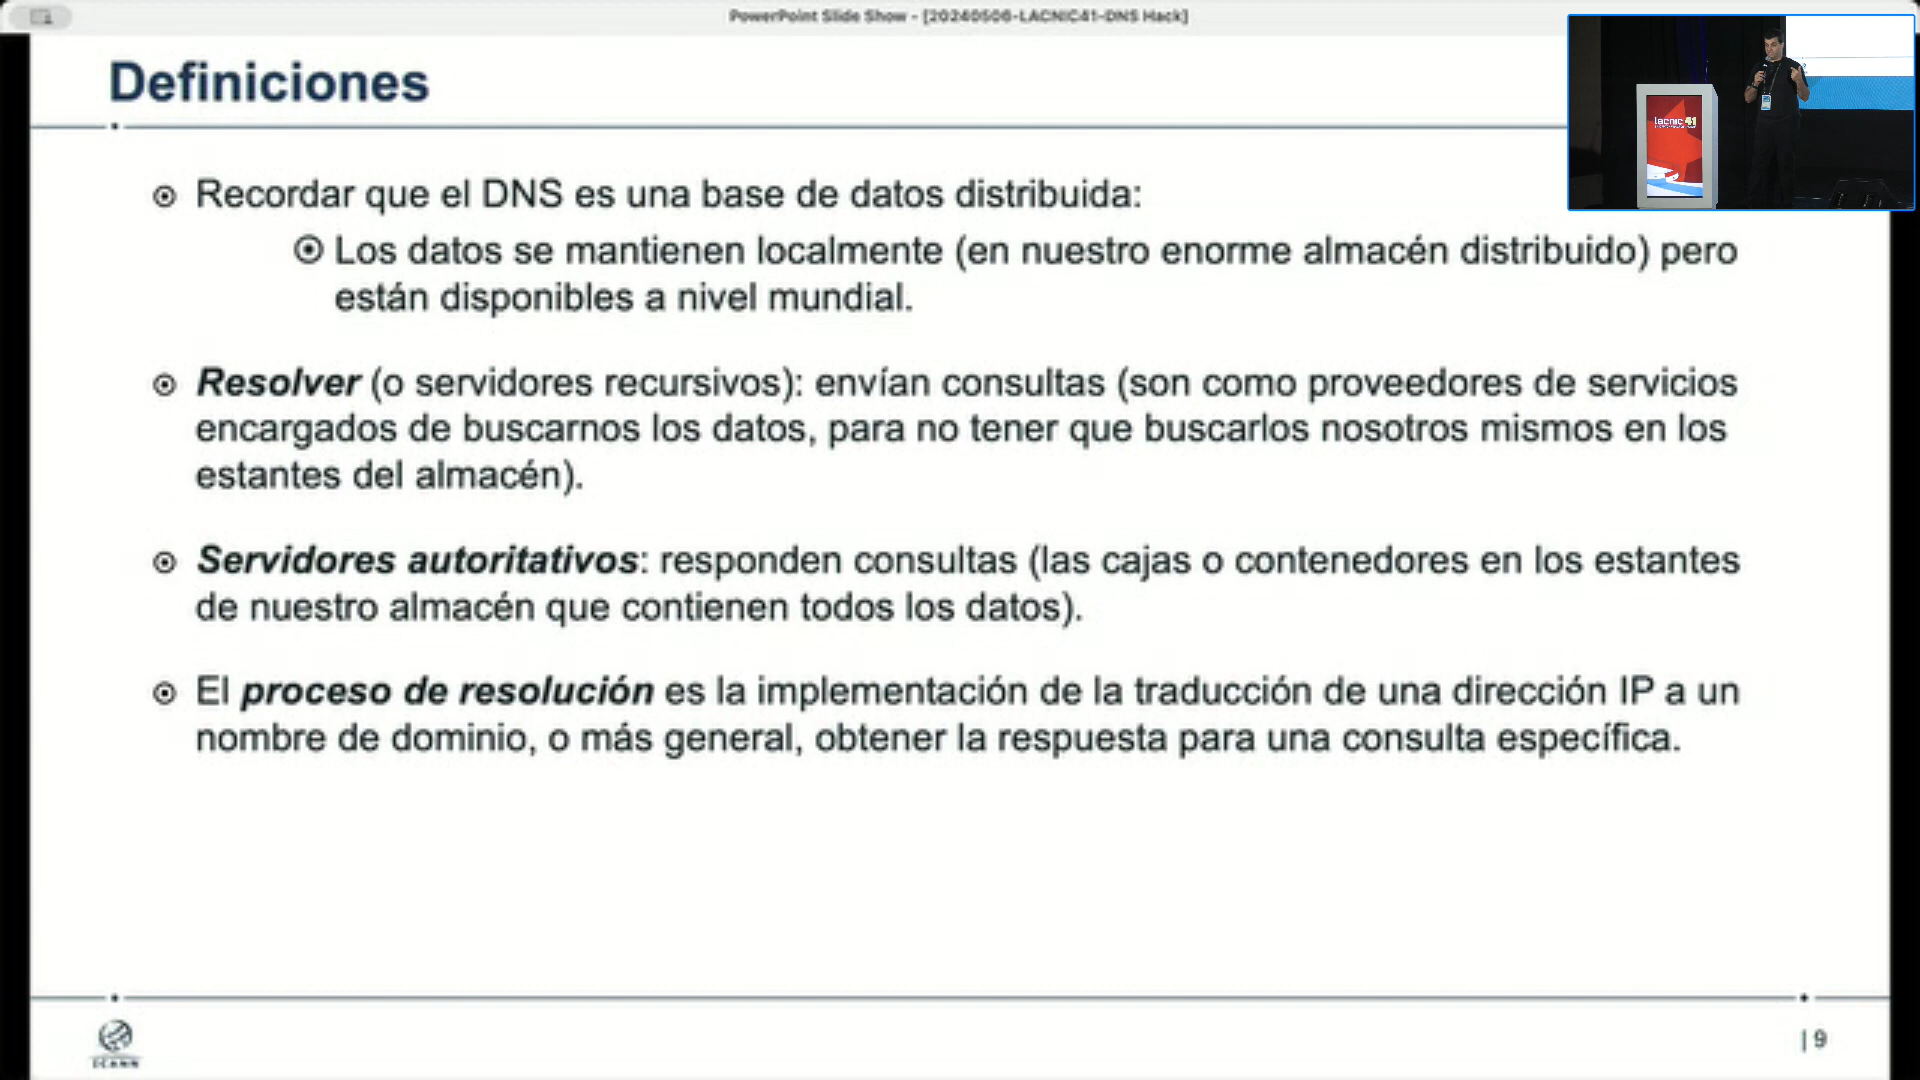 PowerPoint Slide Show - [20240506-LACNIC41-DNS Hack]
Definiciones
Recordar que el DNS es una base de datos distribuida:
Los datos se mantienen localmente (en nuestro enorme almacén distribuido) pero
están disponibles a nivel mundial.
Resolver (o servidores recursivos): envían consultas (son como proveedores de servicios
encargados de buscarnos los datos, para no tener que buscarlos nosotros mismos en los
estantes del almacén).
Servidores autoritativos: responden consultas (las cajas o contenedores en los estantes
de nuestro almacén que contienen todos los datos).
El proceso de resolución es la implementación de la traducción de una dirección IP a un
nombre de dominio, o más general, obtener la respuesta para una consulta específica.
lacnic 41
ICANN
| 9